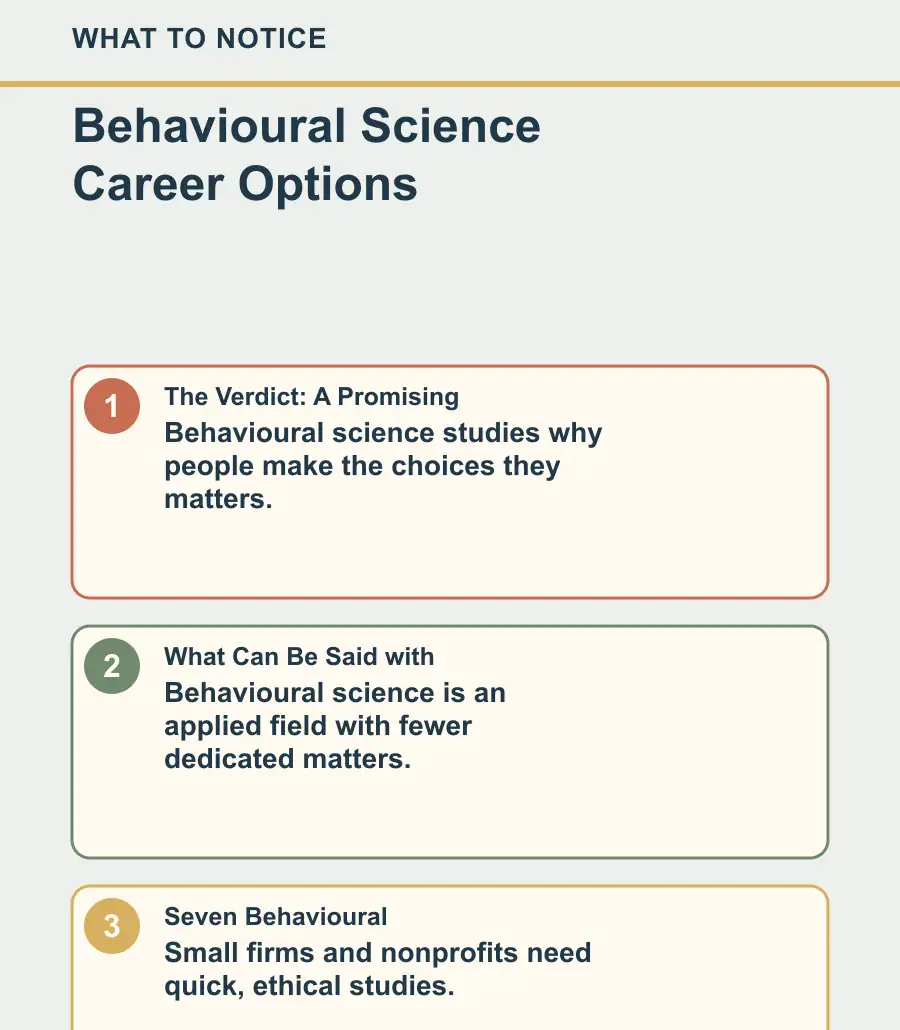 WHAT TO NOTICE
Behavioural Science
Career Options
1
The Verdict: A Promising
Behavioural science studies why
people make the choices they
matters.
2
What Can Be Said with
Behavioural science is an
applied field with fewer
dedicated matters.
3
Seven Behavioural
Small firms and nonprofits need
quick, ethical studies.